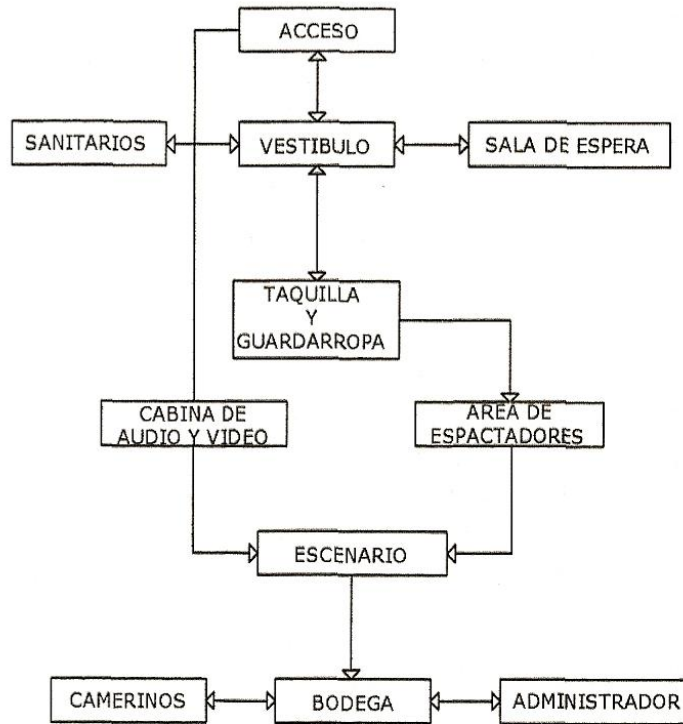 ACCESO
SANITARIOS
VESTIBULO
SALA DE ESPERA
TAQUILLA
Y
GUARDARROPA
CABINA DE
AUDIO Y VIDEO
AREA DE
ESPACTADORES
ESCENARIO
CAMERINOS
BODEGA
ADMINISTRADOR